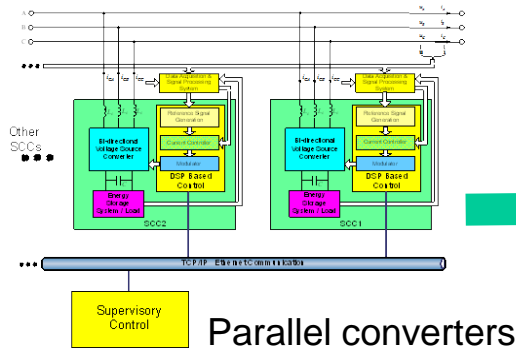 A
B
C
Data Acquisition &
Signal Processing
System
Data Acquisition &
Signal Processing
System
Reference Signal
Generation
Reference Signal
Generation
Other
SCCs
Bi-directional
Voltage Source
Converter
Current Controller
Bi-directional
Voltage Source
Converter
Current Controller
Modulator
Modulator
DSP Based
Control
DSP Based
Control
Energy
Storage
System / Load
Energy
Storage
System / Load
SCC2
SCC1
TCP/IP Ethernet Communication
Supervisory
Control
Parallel converters